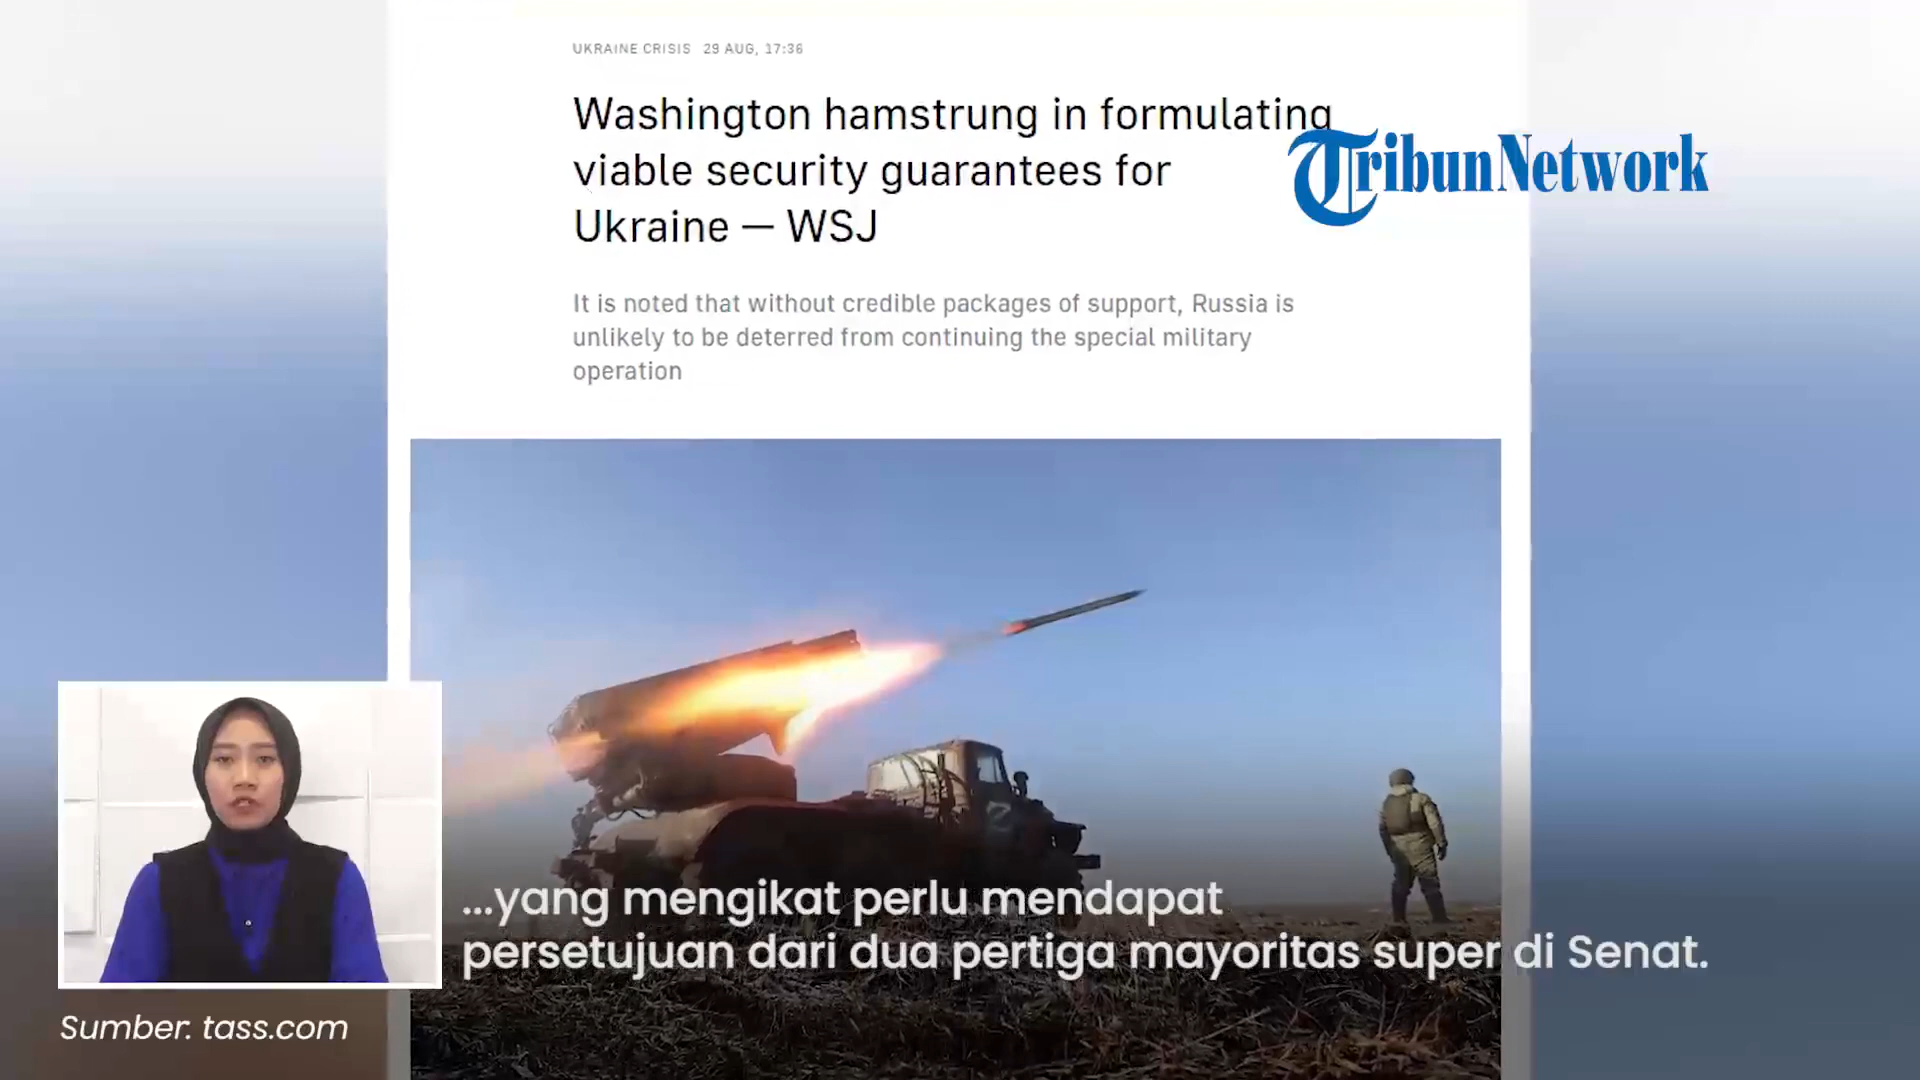 UKRAINE CRISIS 29 AUG, 17:36
Washington hamstrung in formulating
viable security guarantees for
Ukraine — WSJ
TribunNetwork
It is noted that without credible packages of support, Russia is
unlikely to be deterred from continuing the special military
operation
...yang mengikat perlu mendapat
persetujuan dari dua pertiga mayoritas super di Senat.
Sumber: tass.com